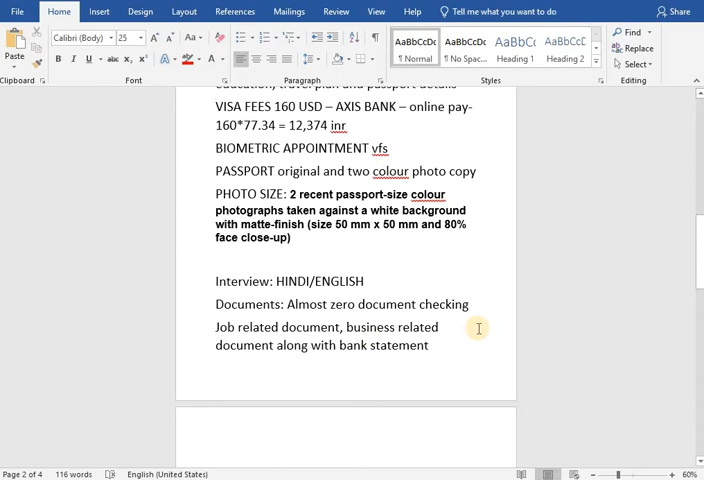 File Home Insert Design Layout References Mailings Review View Help Tell me what you want to do Share
Calibri (Body) 25 Aa AaBbCcDc AaBbCcDc AaBbCc AaBbCcC Find
Paste B I U abc x₂ x² A A ¶ Normal ¶ No Spac... Heading 1 Heading 2 Replace
Select
Clipboard Font Paragraph Styles Editing
education, travel plan and passport details
VISA FEES 160 USD – AXIS BANK – online pay-
160*77.34 = 12,374 inr
BIOMETRIC APPOINTMENT vfs
PASSPORT original and two colour photo copy
PHOTO SIZE: 2 recent passport-size colour
photographs taken against a white background
with matte-finish (size 50 mm x 50 mm and 80%
face close-up)
Interview: HINDI/ENGLISH
Documents: Almost zero document checking
Job related document, business related
document along with bank statement
Page 2 of 4 116 words English (United States) 60%